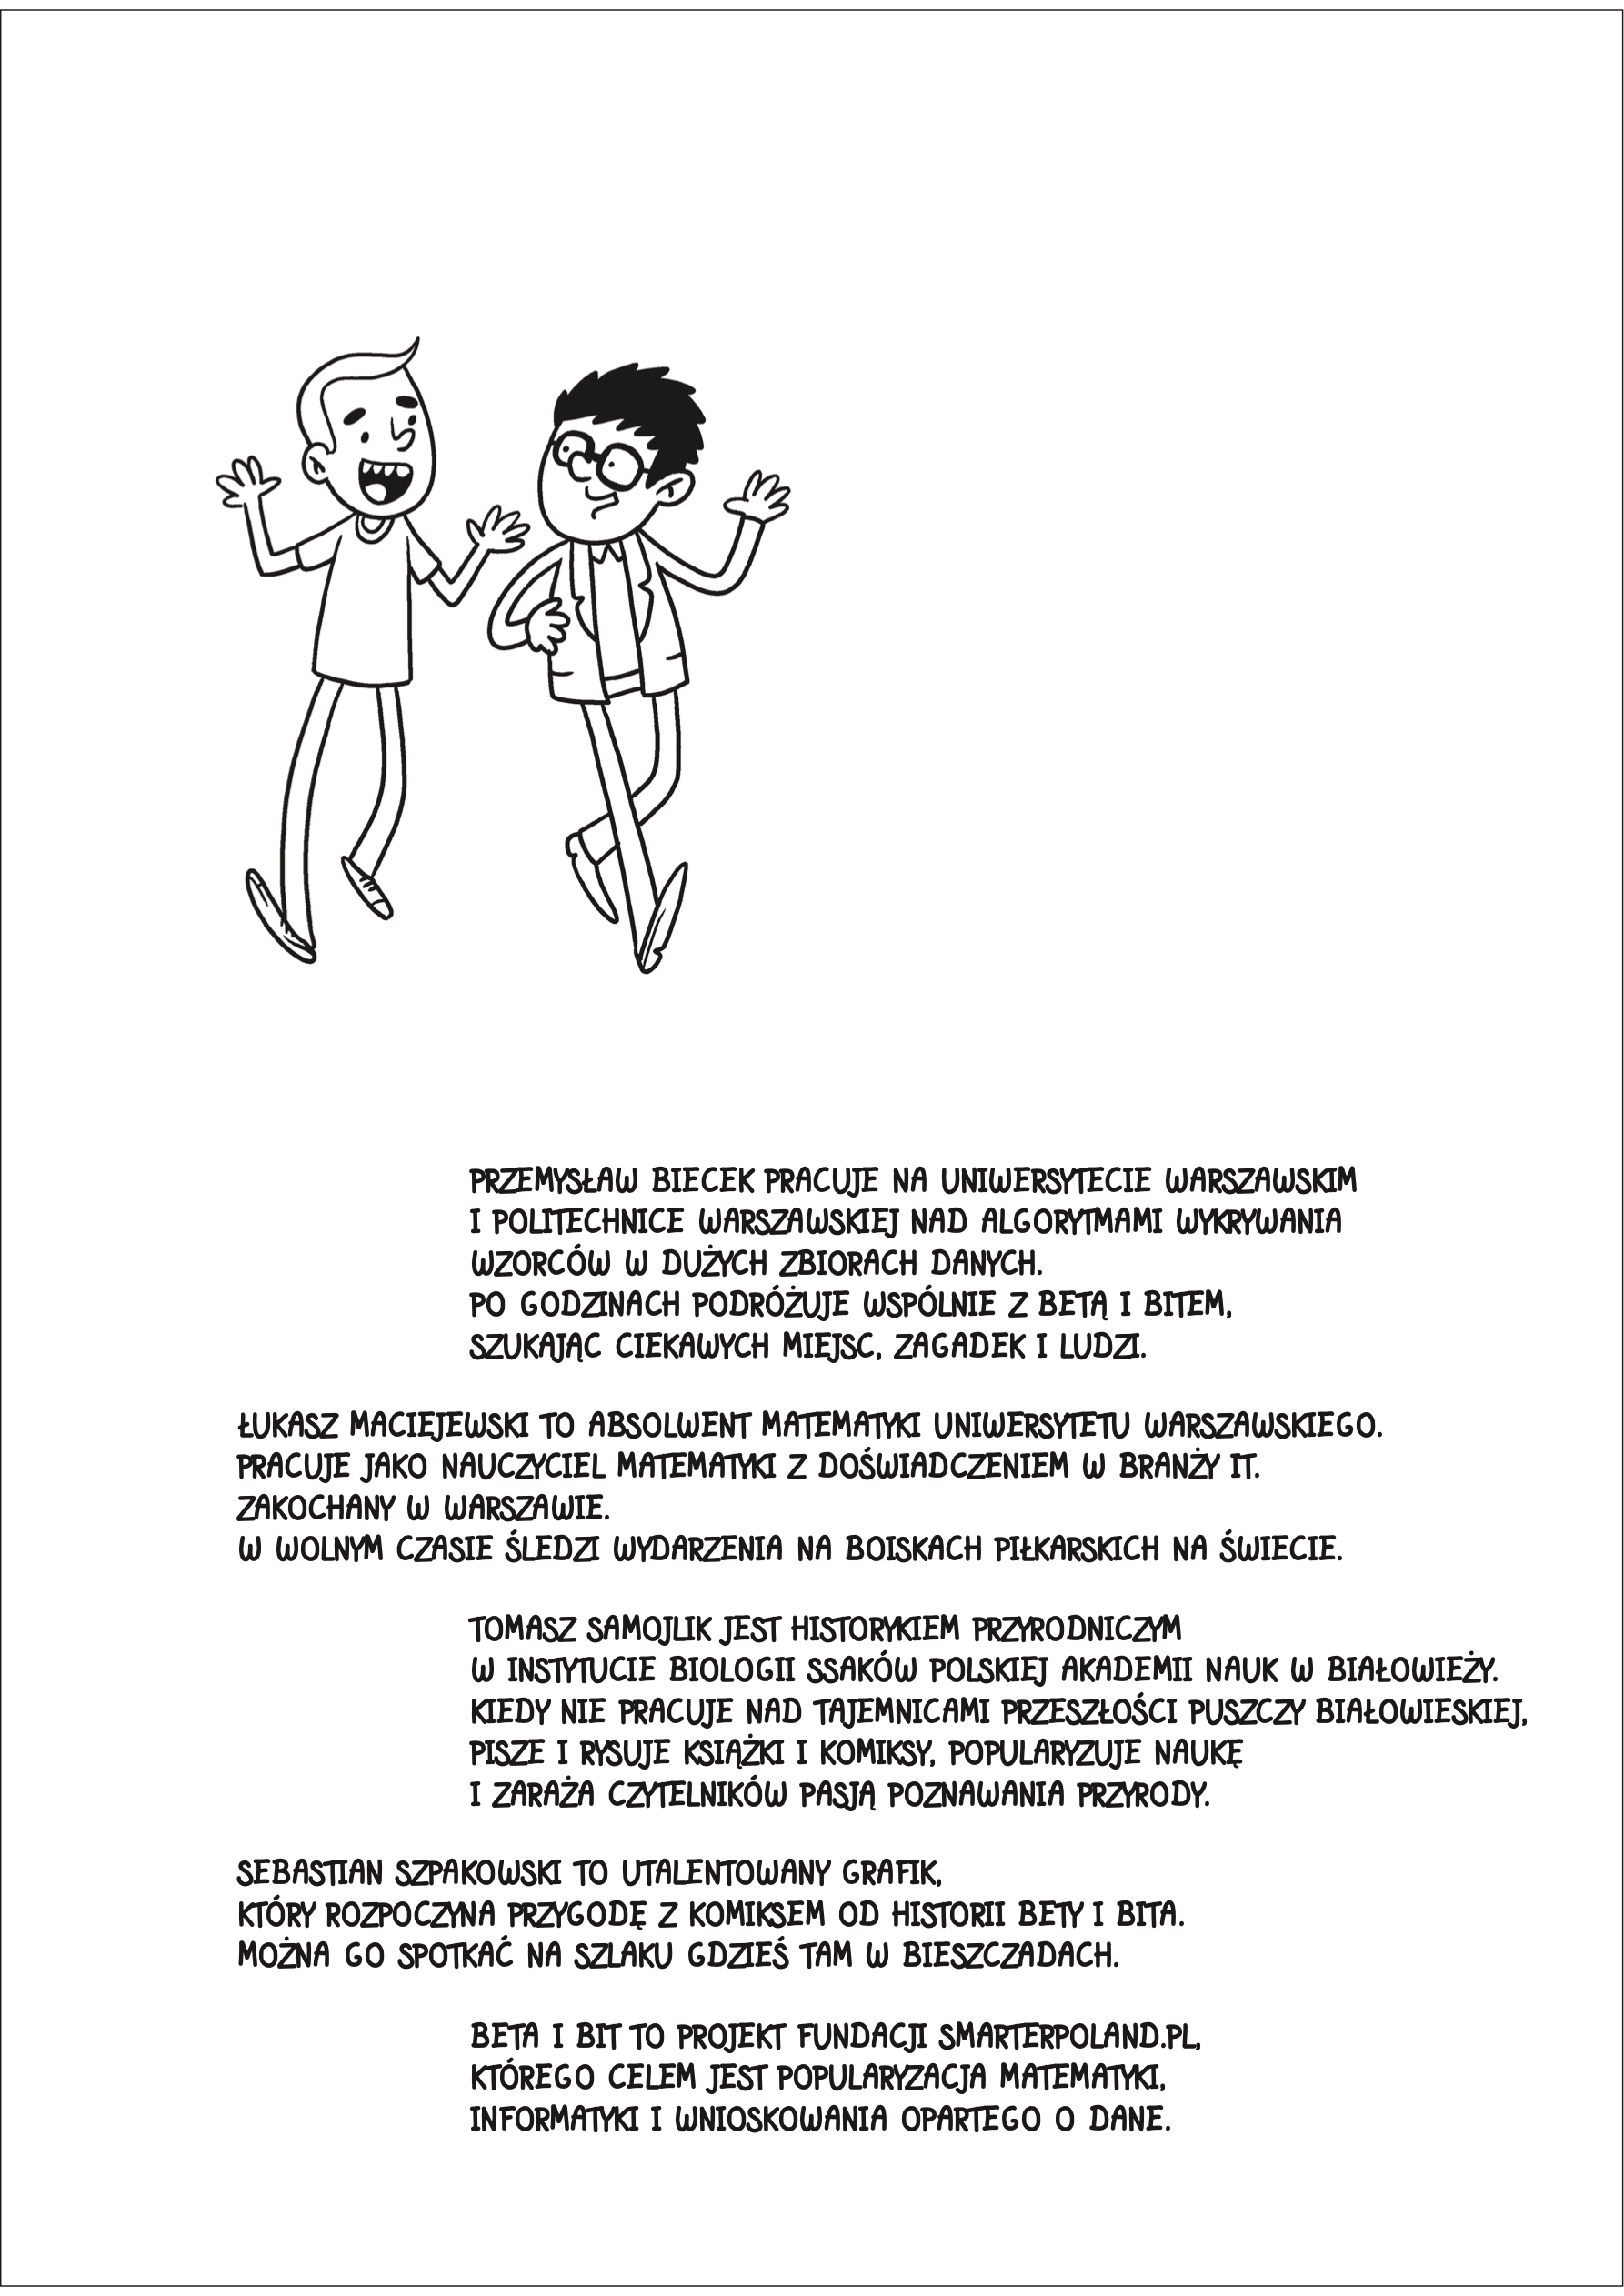 PRZEMYSŁAW BIECEK PRACUJE NA UNIWERSYTECIE WARSZAWSKIM
I POLITECHNICE WARSZAWSKIEJ NAD ALGORYTMAMI WYKRYWANIA
WZORCÓW W DUŻYCH ZBIORACH DANYCH.
PO GODZINACH PODRÓŻUJE WSPÓLNIE Z BETĄ I BITEM,
SZUKAJĄC CIEKAWYCH MIEJSC, ZAGADEK I LUDZI.
ŁUKASZ MACIEJEWSKI TO ABSOLWENT MATEMATYKI UNIWERSYTETU WARSZAWSKIEGO.
PRACUJE JAKO NAUCZYCIEL MATEMATYKI Z DOŚWIADCZENIEM W BRANŻY IT.
ZAKOCHANY W WARSZAWIE.
W WOLNYM CZASIE ŚLEDZI WYDARZENIA NA BOISKACH PIŁKARSKICH NA ŚWIECIE.
TOMASZ SAMOJLIK JEST HISTORYKIEM PRZYRODNICZYM
W INSTYTUCIE BIOLOGII SSAKÓW POLSKIEJ AKADEMII NAUK W BIAŁOWIEŻY.
KIEDY NIE PRACUJE NAD TAJEMNICAMI PRZESZŁOŚCI PUSZCZY BIAŁOWIESKIEJ,
PISZE I RYSUJE KSIĄŻKI I KOMIKSY, POPULARYZUJE NAUKĘ
I ZARAŻA CZYTELNIKÓW PASJĄ POZNAWANIA PRZYRODY.
SEBASTIAN SZPAKOWSKI TO UTALENTOWANY GRAFIK,
KTÓRY ROZPOCZYNA PRZYGODĘ Z KOMIKSEM OD HISTORII BETY I BITA.
MOŻNA GO SPOTKAĆ NA SZLAKU GDZIEŚ TAM W BIESZCZADACH.
BETA I BIT TO PROJEKT FUNDACJI SMARTERPOLAND.PL,
KTÓREGO CELEM JEST POPULARYZACJA MATEMATYKI,
INFORMATYKI I WNIOSKOWANIA OPARTEGO O DANE.